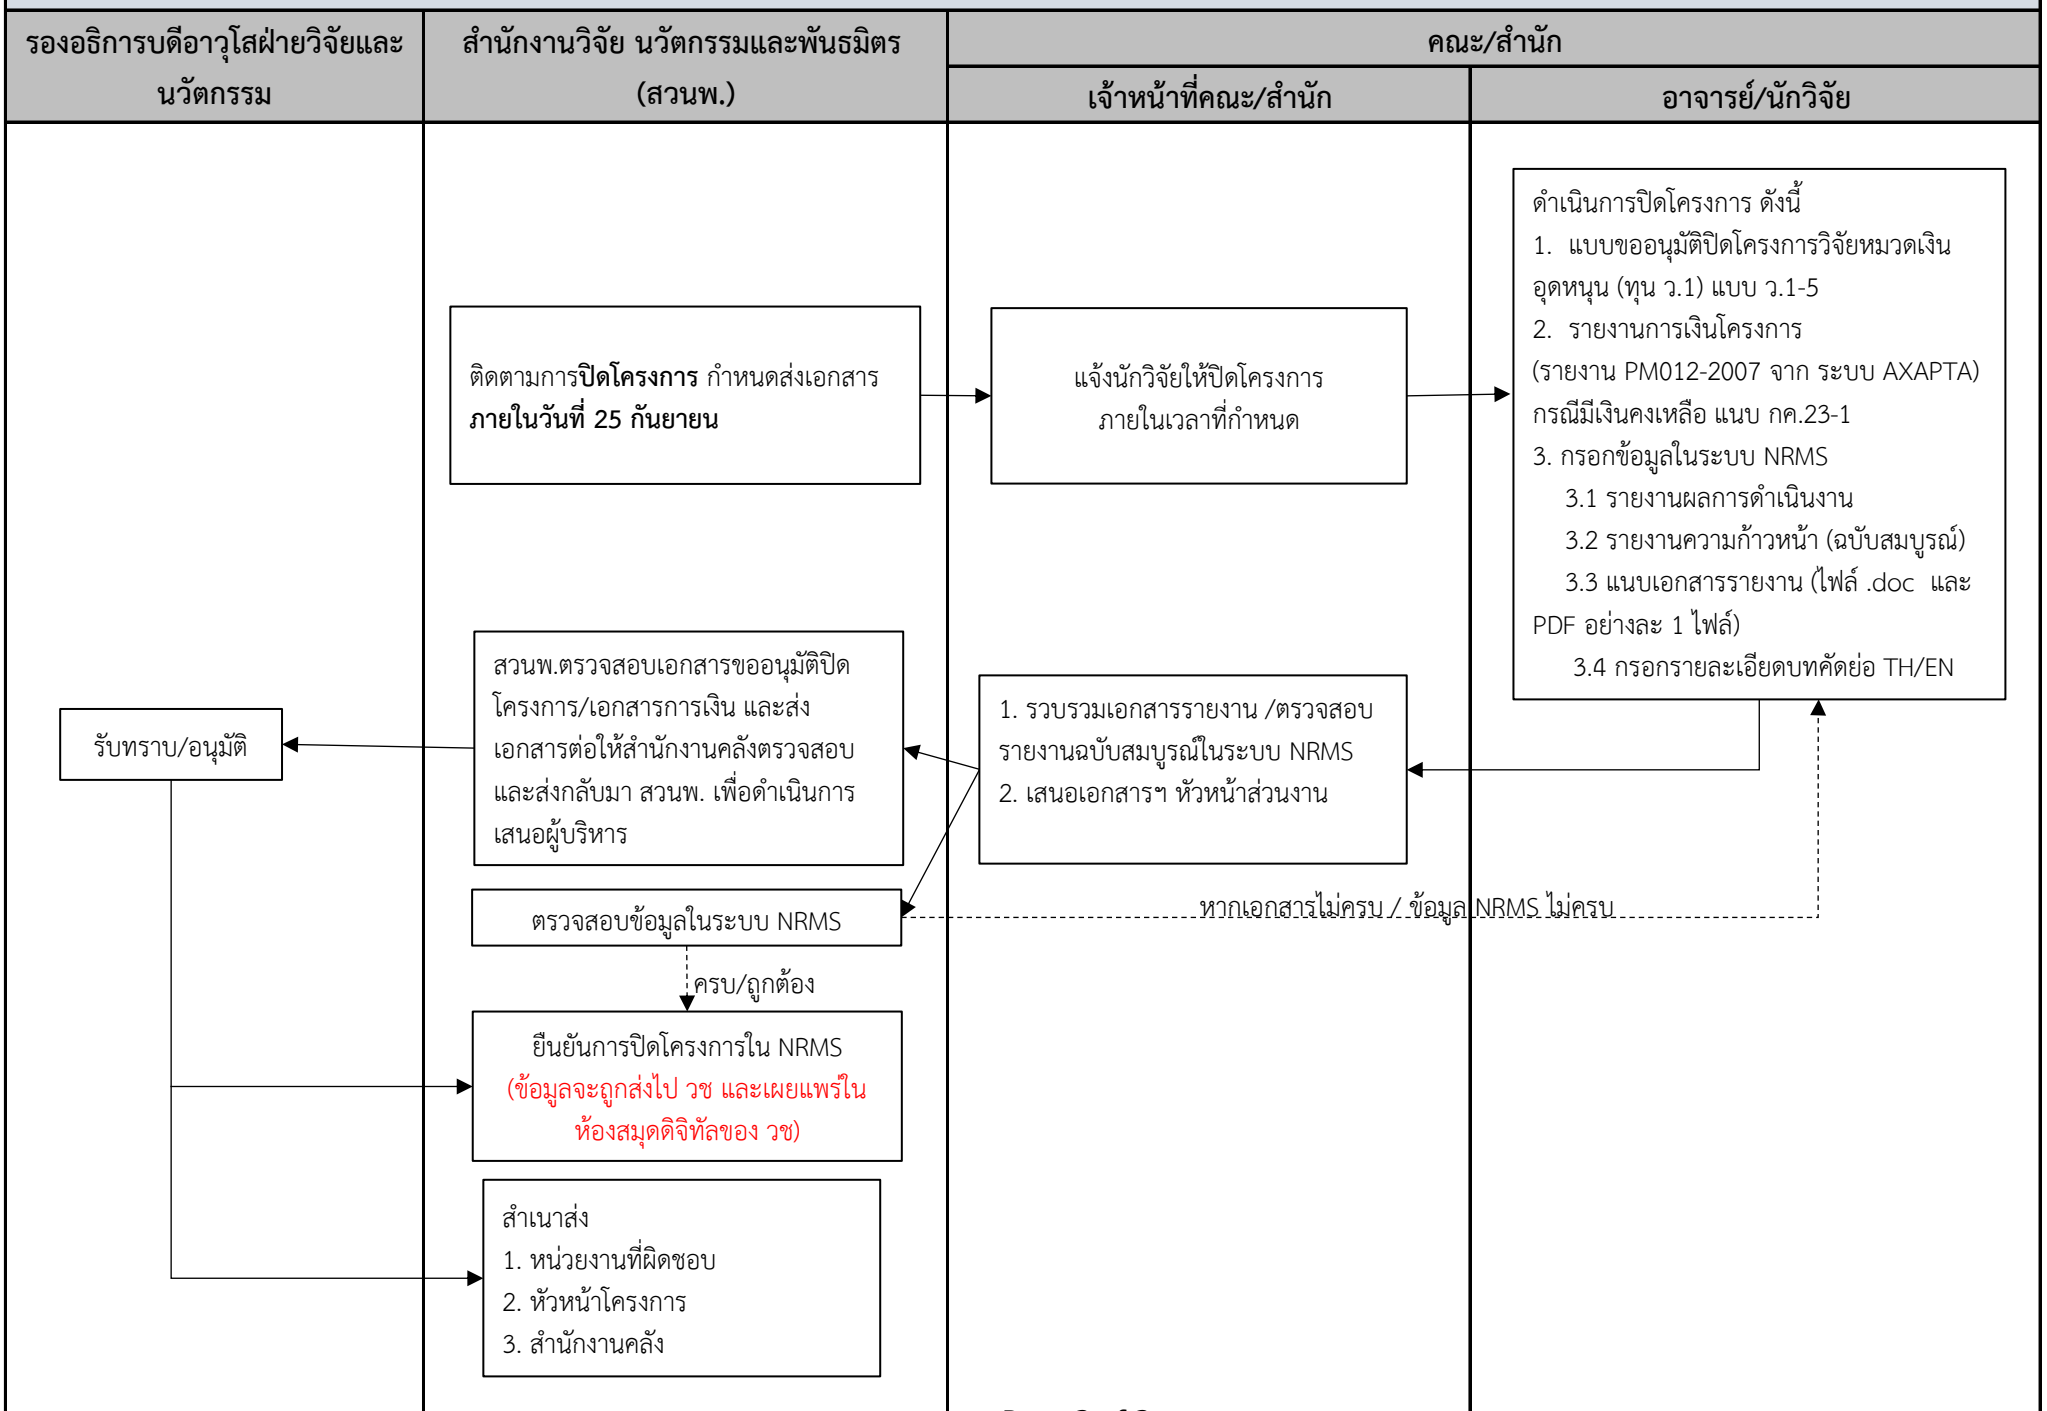 รองอธิการบดีอาวุโสฝ่ายวิจัยและ
นวัตกรรม
สำนักงานวิจัย นวัตกรรมและพันธมิตร
(สวนพ.)
คณะ/สำนัก
เจ้าหน้าที่คณะ/สำนัก
อาจารย์/นักวิจัย
ติดตามการปิดโครงการ กำหนดส่งเอกสาร
ภายในวันที่ 25 กันยายน
แจ้งนักวิจัยให้ปิดโครงการ
ภายในเวลาที่กำหนด
ดำเนินการปิดโครงการ ดังนี้
1. แบบขออนุมัติปิดโครงการวิจัยหมวดเงิน
อุดหนุน (ทุน ว.1) แบบ ว.1-5
2. รายงานการเงินโครงการ
(รายงาน PM012-2007 จาก ระบบ AXAPTA)
กรณีมีเงินคงเหลือ แนบ กค.23-1
3. กรอกข้อมูลในระบบ NRMS
3.1 รายงานผลการดำเนินงาน
3.2 รายงานความก้าวหน้า (ฉบับสมบูรณ์)
3.3 แนบเอกสารรายงาน (ไฟล์ .doc และ
PDF อย่างละ 1 ไฟล์)
3.4 กรอกรายละเอียดบทคัดย่อ TH/EN
1. รวบรวมเอกสารรายงาน /ตรวจสอบ
รายงานฉบับสมบูรณ์ในระบบ NRMS
2. เสนอเอกสารฯ หัวหน้าส่วนงาน
สวนพ.ตรวจสอบเอกสารขออนุมัติปิด
โครงการ/เอกสารการเงิน และส่ง
เอกสารต่อให้สำนักงานคลังตรวจสอบ
และส่งกลับมา สวนพ. เพื่อดำเนินการ
เสนอผู้บริหาร
รับทราบ/อนุมัติ
ตรวจสอบข้อมูลในระบบ NRMS
หากเอกสารไม่ครบ / ข้อมูล NRMS ไม่ครบ
ครบ/ถูกต้อง
ยืนยันการปิดโครงการใน NRMS
(ข้อมูลจะถูกส่งไป วช และเผยแพร่ใน
ห้องสมุดดิจิทัลของ วช)
สำเนาส่ง
1. หน่วยงานที่ผิดชอบ
2. หัวหน้าโครงการ
3. สำนักงานคลัง